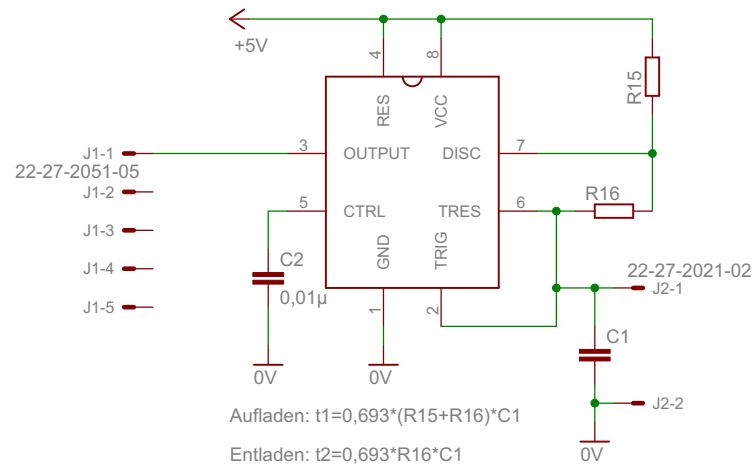 +5V
4
8
RES
VCC
R15
J1-1
3
OUTPUT
DISC
7
22-27-2051-05
J1-2
R16
5
CTRL
TRES
6
J1-3
GND
TRIG
C2
22-27-2021-02
J1-4
0,01µ
J2-1
J1-5
1
2
C1
0V
0V
J2-2
Aufladen: t1=0,693*(R15+R16)*C1
Entladen: t2=0,693*R16*C1
0V